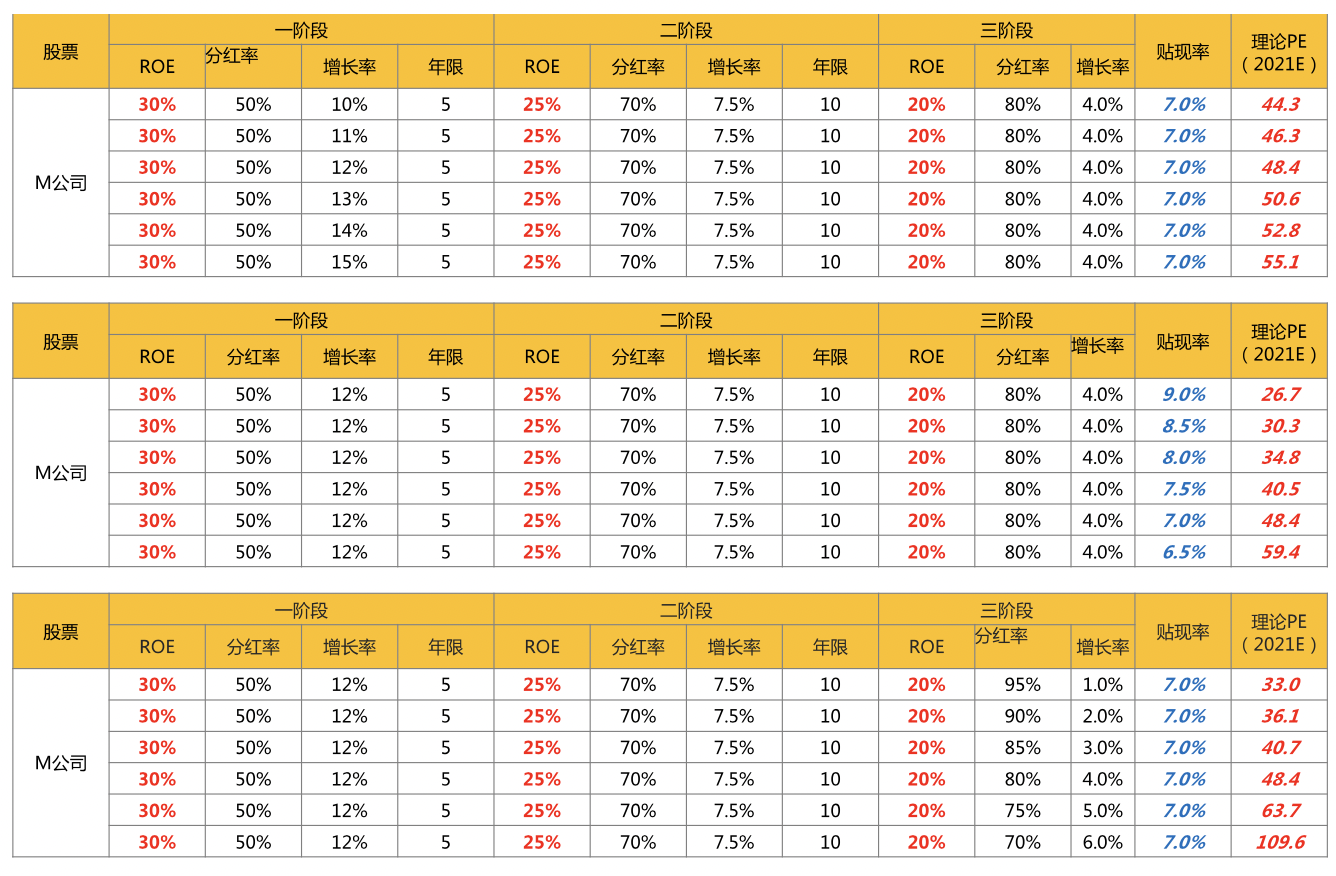 股票 一阶段 二阶段 三阶段 贴现率 理论PE（2021E）
ROE 分红率 增长率 年限 ROE 分红率 增长率 年限 ROE 分红率 增长率
M公司
30% 50% 10% 5 25% 70% 7.5% 10 20% 80% 4.0% 7.0% 44.3
30% 50% 11% 5 25% 70% 7.5% 10 20% 80% 4.0% 7.0% 46.3
30% 50% 12% 5 25% 70% 7.5% 10 20% 80% 4.0% 7.0% 48.4
30% 50% 13% 5 25% 70% 7.5% 10 20% 80% 4.0% 7.0% 50.6
30% 50% 14% 5 25% 70% 7.5% 10 20% 80% 4.0% 7.0% 52.8
30% 50% 15% 5 25% 70% 7.5% 10 20% 80% 4.0% 7.0% 55.1
股票 一阶段 二阶段 三阶段 贴现率 理论PE（2021E）
ROE 分红率 增长率 年限 ROE 分红率 增长率 年限 ROE 分红率 增长率
M公司
30% 50% 12% 5 25% 70% 7.5% 10 20% 80% 4.0% 9.0% 26.7
30% 50% 12% 5 25% 70% 7.5% 10 20% 80% 4.0% 8.5% 30.3
30% 50% 12% 5 25% 70% 7.5% 10 20% 80% 4.0% 8.0% 34.8
30% 50% 12% 5 25% 70% 7.5% 10 20% 80% 4.0% 7.5% 40.5
30% 50% 12% 5 25% 70% 7.5% 10 20% 80% 4.0% 7.0% 48.4
30% 50% 12% 5 25% 70% 7.5% 10 20% 80% 4.0% 6.5% 59.4
股票 一阶段 二阶段 三阶段 贴现率 理论PE（2021E）
ROE 分红率 增长率 年限 ROE 分红率 增长率 年限 ROE 分红率 增长率
M公司
30% 50% 12% 5 25% 70% 7.5% 10 20% 95% 1.0% 7.0% 33.0
30% 50% 12% 5 25% 70% 7.5% 10 20% 90% 2.0% 7.0% 36.1
30% 50% 12% 5 25% 70% 7.5% 10 20% 85% 3.0% 7.0% 40.7
30% 50% 12% 5 25% 70% 7.5% 10 20% 80% 4.0% 7.0% 48.4
30% 50% 12% 5 25% 70% 7.5% 10 20% 75% 5.0% 7.0% 63.7
30% 50% 12% 5 25% 70% 7.5% 10 20% 70% 6.0% 7.0% 109.6